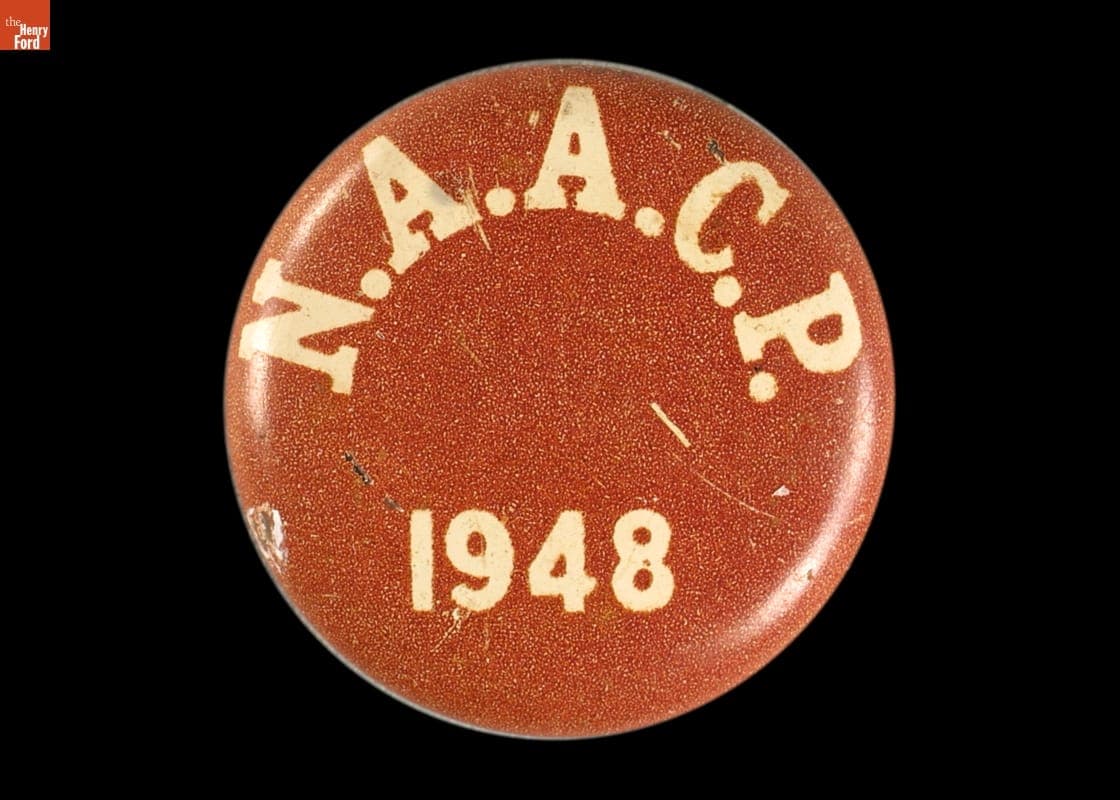 the
Henry
Ford
N.A.A.C.P.
1948